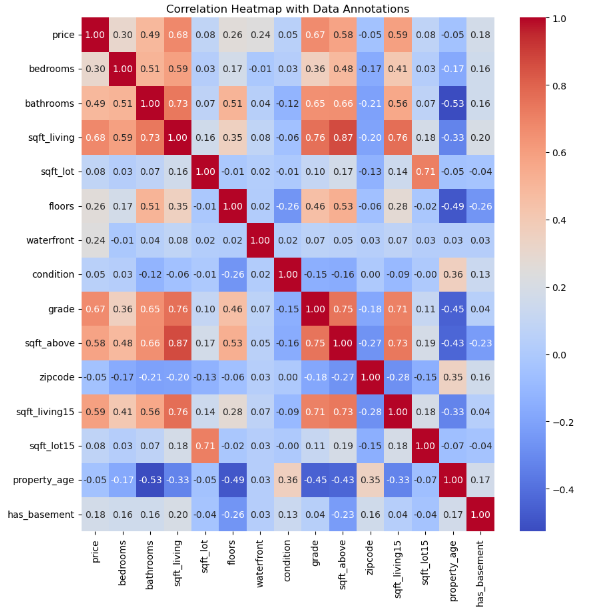 Correlation Heatmap with Data Annotations
price 1.00 0.30 0.49 0.68 0.08 0.26 0.24 0.05 0.67 0.58 -0.05 0.59 0.08 -0.05 0.18
bedrooms 0.30 1.00 0.51 0.59 0.03 0.17 -0.01 0.03 0.36 0.48 -0.17 0.41 0.03 -0.17 0.16
bathrooms 0.49 0.51 1.00 0.73 0.07 0.51 0.04 -0.12 0.65 0.66 -0.21 0.56 0.07 -0.53 0.16
sqft_living 0.68 0.59 0.73 1.00 0.16 0.35 0.08 -0.06 0.76 0.87 -0.20 0.76 0.18 -0.33 0.20
sqft_lot 0.08 0.03 0.07 0.16 1.00 -0.01 0.02 -0.01 0.10 0.17 -0.13 0.14 0.71 -0.05 -0.04
floors 0.26 0.17 0.51 0.35 -0.01 1.00 0.02 -0.26 0.46 0.53 -0.06 0.28 -0.02 -0.49 -0.26
waterfront 0.24 -0.01 0.04 0.08 0.02 0.02 1.00 0.02 0.07 0.05 0.03 0.07 0.03 0.03 0.03
condition 0.05 0.03 -0.12 -0.06 -0.01 -0.26 0.02 1.00 -0.15 -0.16 0.00 -0.09 -0.00 0.36 0.13
grade 0.67 0.36 0.65 0.76 0.10 0.46 0.07 -0.15 1.00 0.75 -0.18 0.71 0.11 -0.45 0.04
sqft_above 0.58 0.48 0.66 0.87 0.17 0.53 0.05 -0.16 0.75 1.00 -0.27 0.73 0.19 -0.43 -0.23
zipcode -0.05 -0.17 -0.21 -0.20 -0.13 -0.06 0.03 0.00 -0.18 -0.27 1.00 -0.28 -0.15 0.35 0.16
sqft_living15 0.59 0.41 0.56 0.76 0.14 0.28 0.07 -0.09 0.71 0.73 -0.28 1.00 0.18 -0.33 0.04
sqft_lot15 0.08 0.03 0.07 0.18 0.71 -0.02 0.03 -0.00 0.11 0.19 -0.15 0.18 1.00 -0.07 -0.04
property_age -0.05 -0.17 -0.53 -0.33 -0.05 -0.49 0.03 0.36 -0.45 -0.43 0.35 -0.33 -0.07 1.00 0.17
has_basement 0.18 0.16 0.16 0.20 -0.04 -0.26 0.03 0.13 0.04 -0.23 0.16 0.04 -0.04 0.17 1.00
price
bedrooms
bathrooms
sqft_living
sqft_lot
floors
waterfront
condition
grade
sqft_above
zipcode
sqft_living15
sqft_lot15
property_age
has_basement
1.0
0.8
0.6
0.4
0.2
0.0
−0.2
−0.4